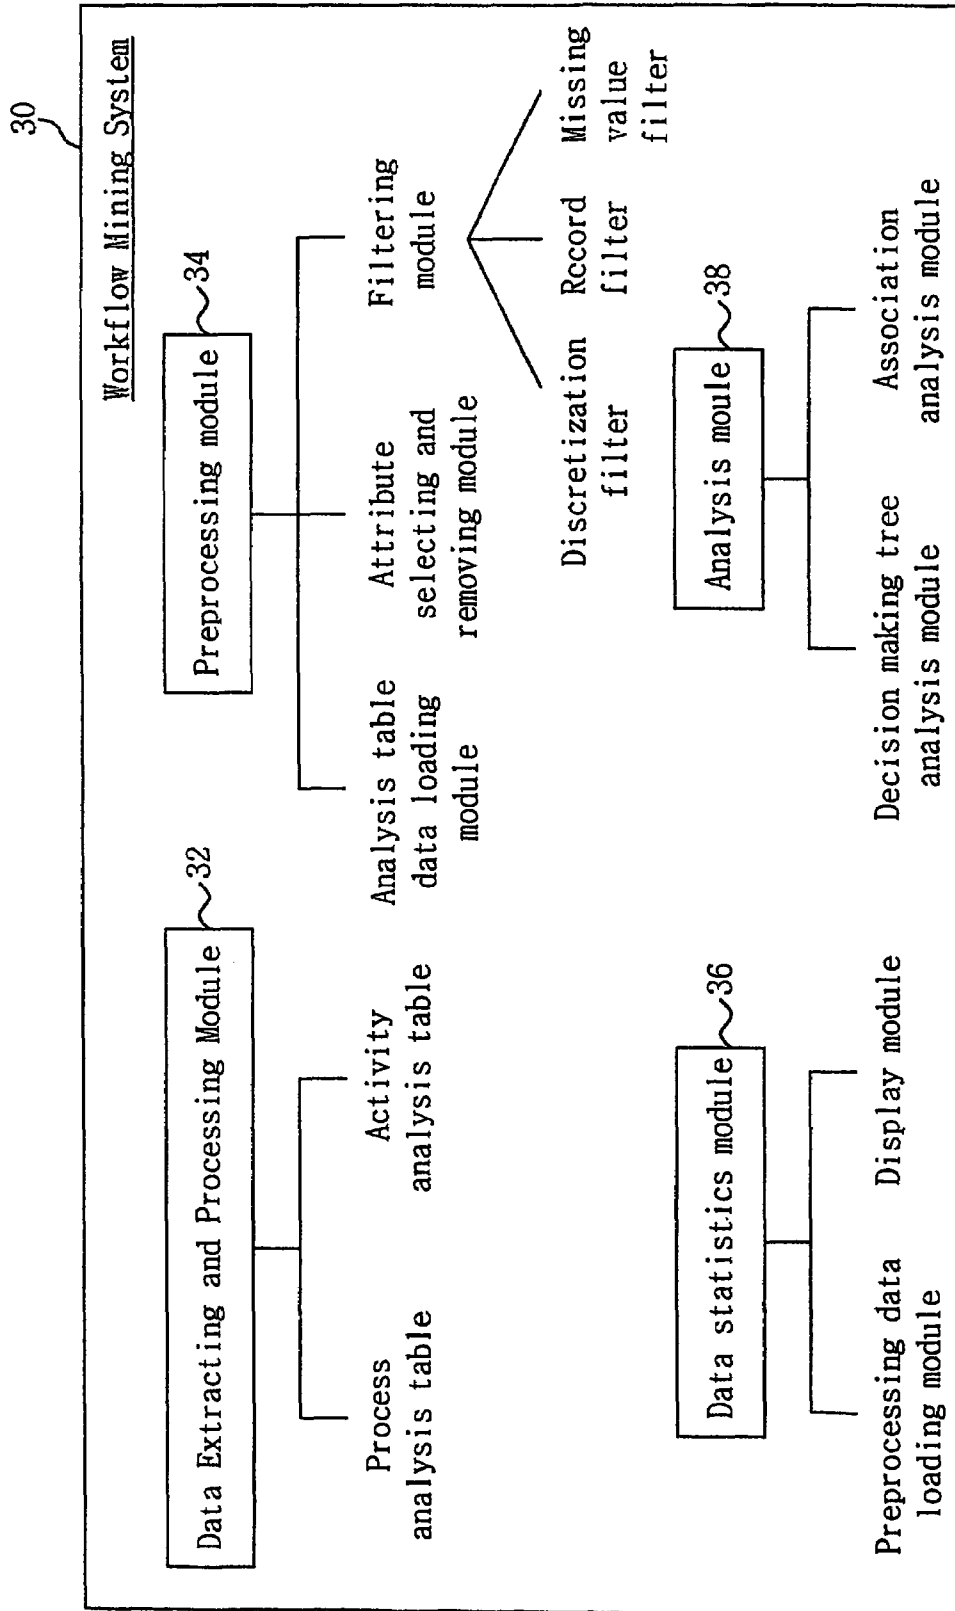 30
Workflow Mining System
Data Extracting and Processing Module
32
Process
analysis table
Activity
analysis table
Preprocessing module
34
Analysis table
data loading
module
Attribute
selecting and
removing module
Filtering
module
Discretization
filter
Rccord
filter
Missing
value
filter
Data statistics module
36
Preprocessing data
loading module
Display module
Analysis moule
38
Decision making tree
analysis module
Association
analysis module